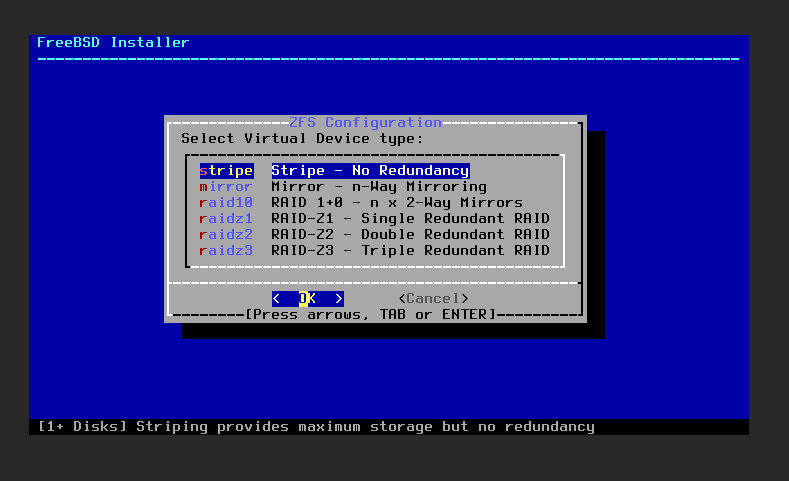 FreeBSD Installer
ZFS Configuration
Select Virtual Device type:
stripe Stripe - No Redundancy
mirror Mirror - n-Way Mirroring
raid10 RAID 1+0 - n x 2-Way Mirrors
raidz1 RAID-Z1 - Single Redundant RAID
raidz2 RAID-Z2 - Double Redundant RAID
raidz3 RAID-Z3 - Triple Redundant RAID
< OK > <Cancel>
[Press arrows, TAB or ENTER]
[1+ Disks] Striping provides maximum storage but no redundancy